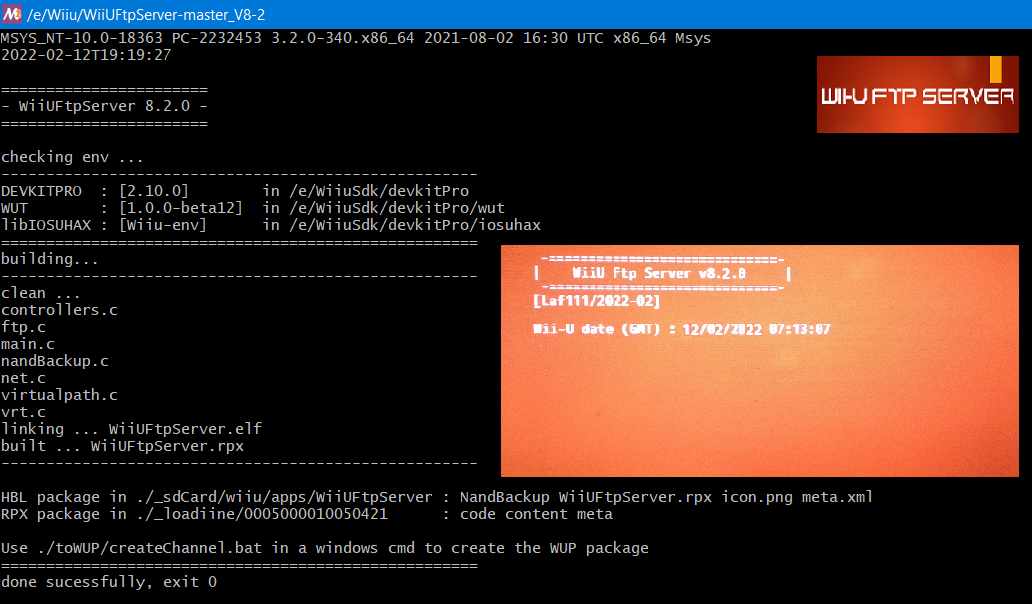 /e/Wiiu/WiiUFtpServer-master_V8-2
MSYS_NT-10.0-18363 PC-2232453 3.2.0-340.x86_64 2021-08-02 16:30 UTC x86_64 Msys
2022-02-12T19:19:27
=======================
- WiiUFtpServer 8.2.0 -
=======================
WII-U FTP SERVER
checking env ...
-----------------------------------------------------
DEVKITPRO  : [2.10.0]        in /e/WiiuSdk/devkitPro
WUT        : [1.0.0-beta12]  in /e/WiiuSdk/devkitPro/wut
libIOSUHAX : [Wiiu-env]      in /e/WiiuSdk/devkitPro/iosuhax
=====================================================
building...
-----------------------------------------------------
clean ...
controllers.c
ftp.c
main.c
nandBackup.c
net.c
virtualpath.c
vrt.c
linking ... WiiUFtpServer.elf
built ... WiiUFtpServer.rpx
-----------------------------------------------------
-=============================-
|    WiiU Ftp Server v8.2.0     |
-=============================-
[Laf111/2022-02]
Wii-U date (GMT) : 12/02/2022 07:13:07
HBL package in ./_sdCard/wiiu/apps/WiiUFtpServer : NandBackup WiiUFtpServer.rpx icon.png meta.xml
RPX package in ./_loadiine/0005000010050421      : code content meta
Use ./toWUP/createChannel.bat in a windows cmd to create the WUP package
=====================================================
done sucessfully, exit 0